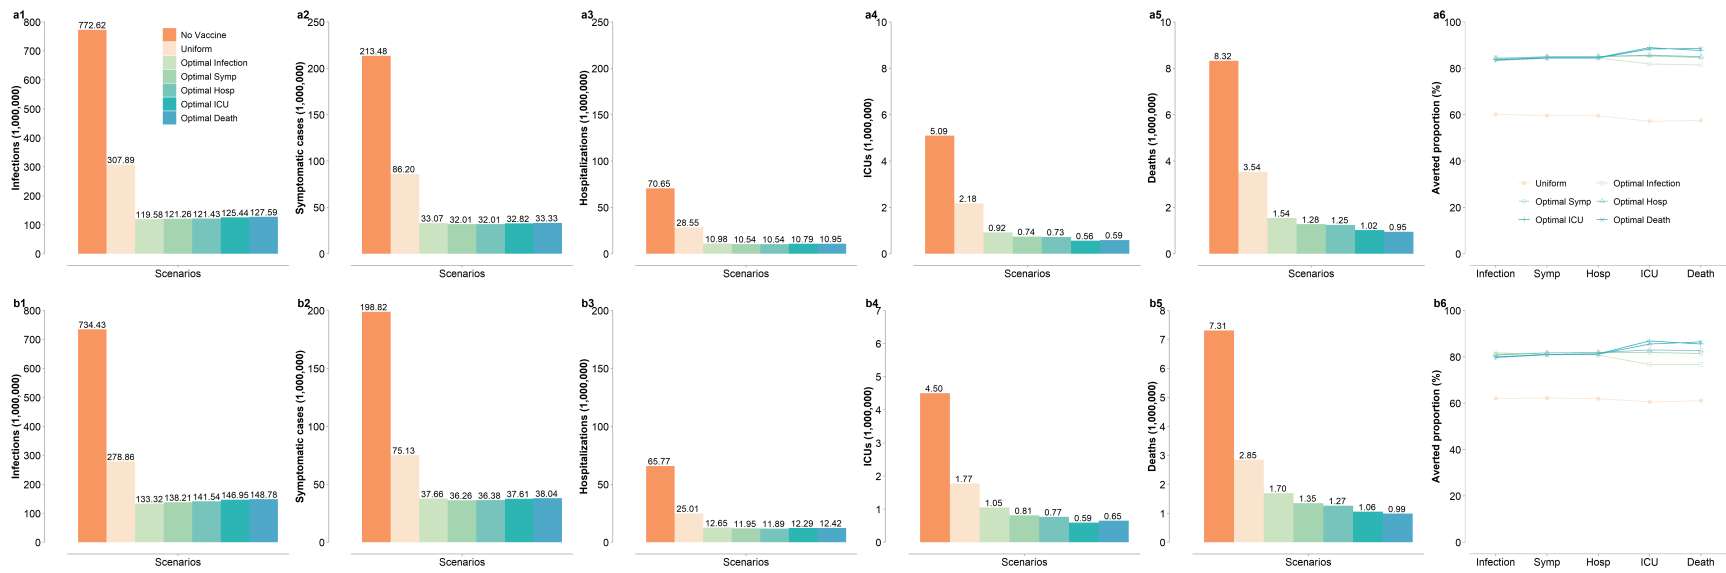 a1
Infections (1,000,000)
800
700
600
500
400
300
200
100
0
772.62
307.89
119.58
121.26
121.43
125.44
127.59
No Vaccine
Uniform
Optimal Infection
Optimal Symp
Optimal Hosp
Optimal ICU
Optimal Death
Scenarios
a2
Symptomatic cases (1,000,000)
250
200
150
100
50
0
213.48
86.20
33.07
32.01
32.01
32.82
33.33
Scenarios
a3
Hospitalizations (1,000,000)
250
200
150
100
50
0
70.65
28.55
10.98
10.54
10.54
10.79
10.95
Scenarios
a4
ICUs (1,000,000)
10
8
6
4
2
0
5.09
2.18
0.92
0.74
0.73
0.56
0.59
Scenarios
a5
Deaths (1,000,000)
10
8
6
4
2
0
8.32
3.54
1.54
1.28
1.25
1.02
0.95
Scenarios
a6
Averted proportion (%)
100
80
60
40
20
0
Uniform
Optimal Infection
Optimal Symp
Optimal Hosp
Optimal ICU
Optimal Death
Infection
Symp
Hosp
ICU
Death
b1
Infections (1,000,000)
800
700
600
500
400
300
200
100
0
734.43
278.86
133.32
138.21
141.54
146.95
148.78
Scenarios
b2
Symptomatic cases (1,000,000)
200
150
100
50
0
198.82
75.13
37.66
36.26
36.38
37.61
38.04
Scenarios
b3
Hospitalizations (1,000,000)
200
150
100
50
0
65.77
25.01
12.65
11.95
11.89
12.29
12.42
Scenarios
b4
ICUs (1,000,000)
7
6
5
4
3
2
1
0
4.50
1.77
1.05
0.81
0.77
0.59
0.65
Scenarios
b5
Deaths (1,000,000)
8
7
6
5
4
3
2
1
0
7.31
2.85
1.70
1.35
1.27
1.06
0.99
Scenarios
b6
Averted proportion (%)
100
80
60
40
20
0
Infection
Symp
Hosp
ICU
Death